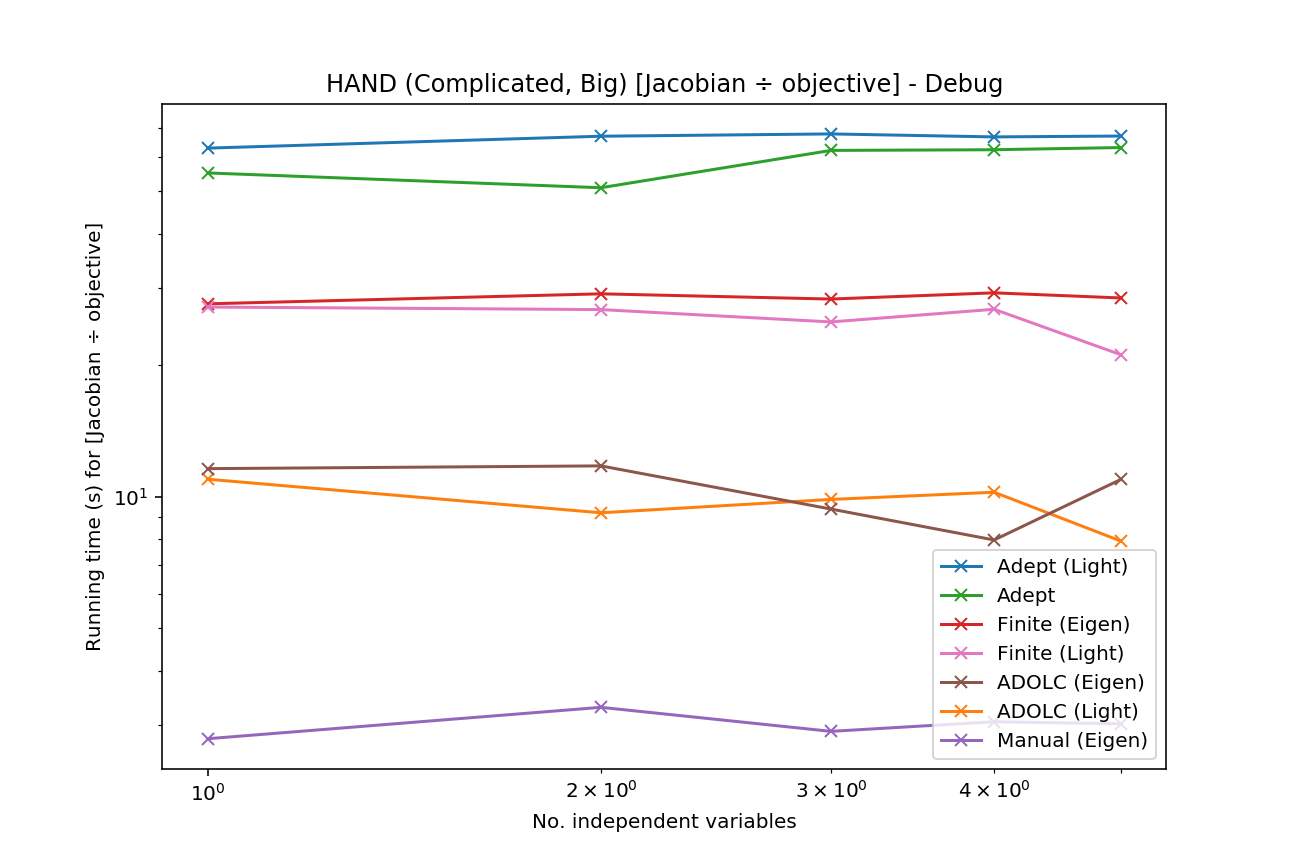 HAND (Complicated, Big) [Jacobian ÷ objective] - Debug
Running time (s) for [Jacobian ÷ objective]
10¹
Adept (Light)
Adept
Finite (Eigen)
Finite (Light)
ADOLC (Eigen)
ADOLC (Light)
Manual (Eigen)
10⁰ 2 × 10⁰ 3 × 10⁰ 4 × 10⁰
No. independent variables